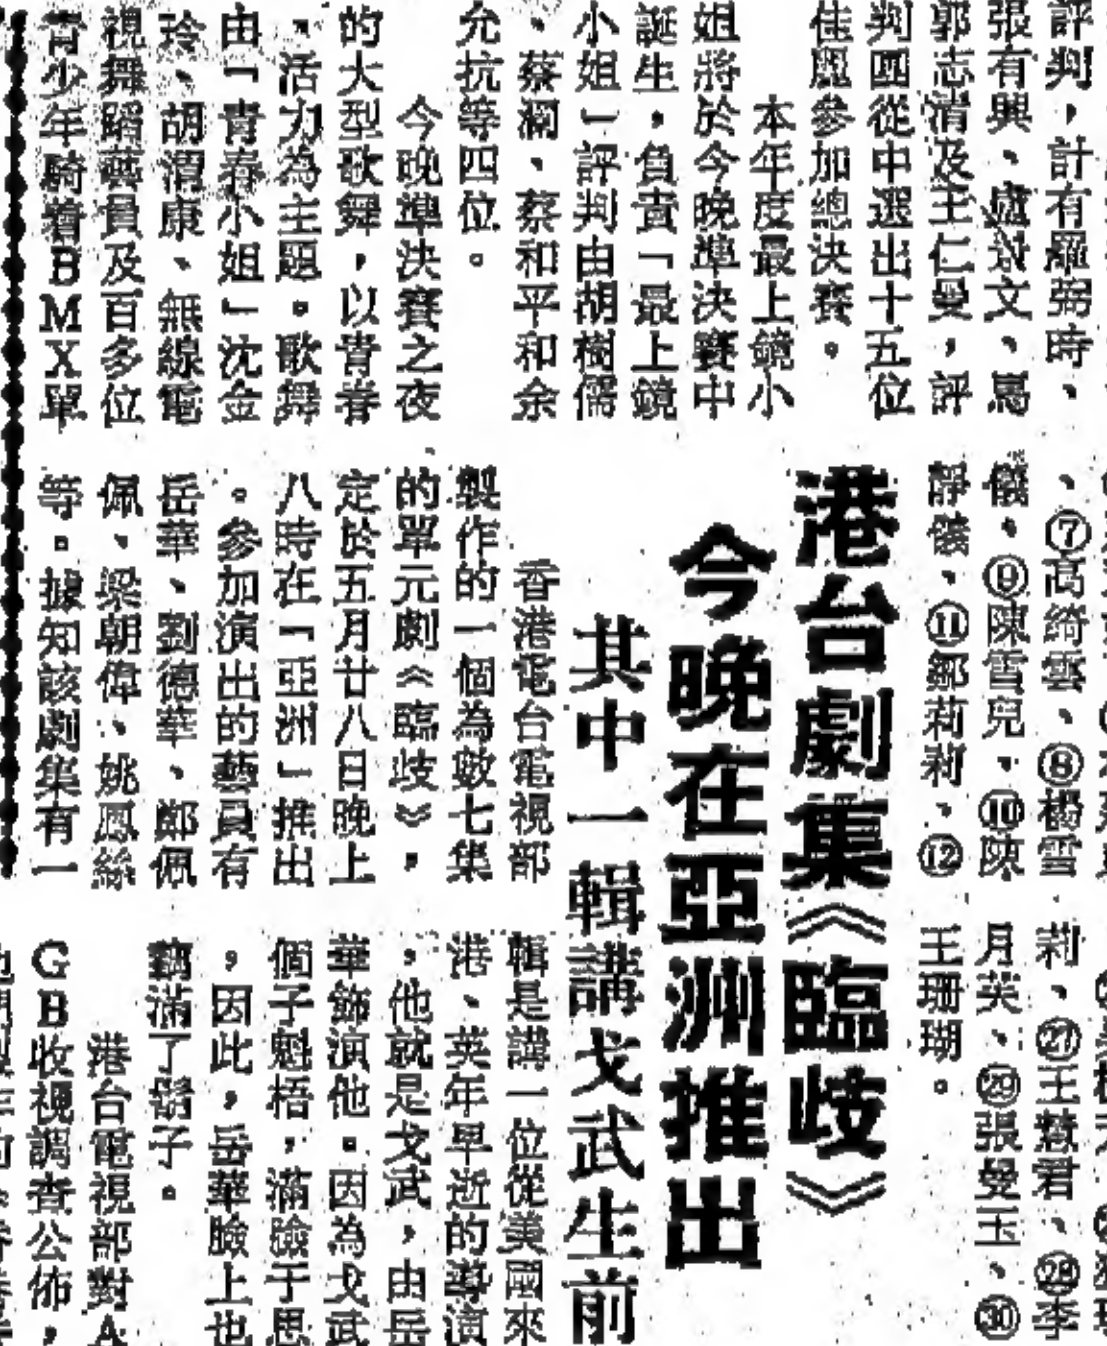 評判，計有羅弼時、
張有興、盧景文、馬
郭志清及主仁曼，評
判團從中選出十五位
佳麗參加總決賽。
本年度最上鏡小
姐將於今晚準決賽中
誕生，負責「最上鏡
小姐」評判由胡樹儒
、蔡瀾、蔡和平和余
允抗等四位。
今晚準決賽之夜
的大型歌舞，以青春
、活力為主題。歌舞
由「青春小姐」沈金
玲、胡渭康、無線電
視舞蹈藝員及百多位
青少年騎着BMX單
、⑦高綺雲、⑧楊雪
儀、⑨陳雪兒、⑩陳
靜儀、⑪鄒莉莉、⑫
莉、㉗王慧君、㉘李
月芙、㉙張曼玉、㉚
王珊瑚。
港台劇集《臨歧》
今晚在亞洲推出
其中一輯講戈武生前
香港電台電視部
製作的一個為數七集
的單元劇《臨歧》，
定於五月廿八日晚上
八時在「亞洲」推出
。參加演出的藝員有
岳華、劉德華、鄭佩
佩、梁朝偉、姚鳳絲
等。據知該劇集有一
輯是講一位從美國來
港、英年早逝的導演
，他就是戈武，由岳
華飾演他。因為戈武
個子魁梧，滿臉于思
，因此，岳華臉上也
黐滿了鬍子。
港台電視部對A
GB收視調查公佈，